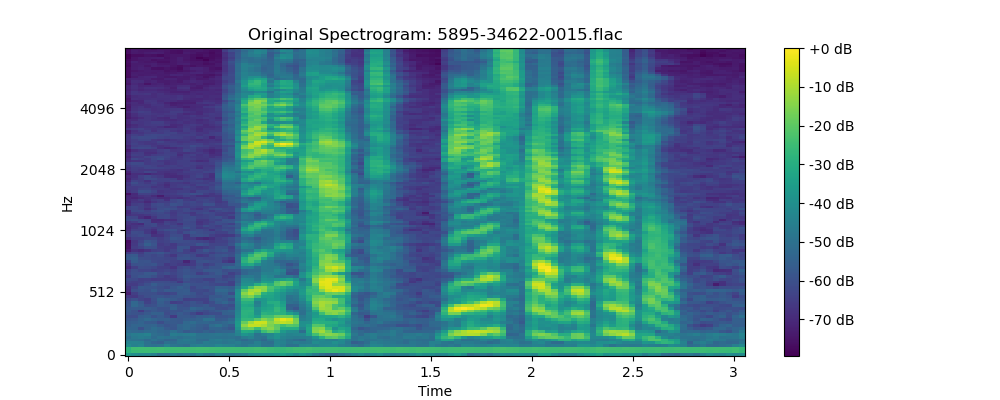 Original Spectrogram: 5895-34622-0015.flac
+0 dB
-10 dB
-20 dB
-30 dB
-40 dB
-50 dB
-60 dB
-70 dB
4096
2048
1024
512
0
Hz
0
0.5
1
1.5
2
2.5
3
Time